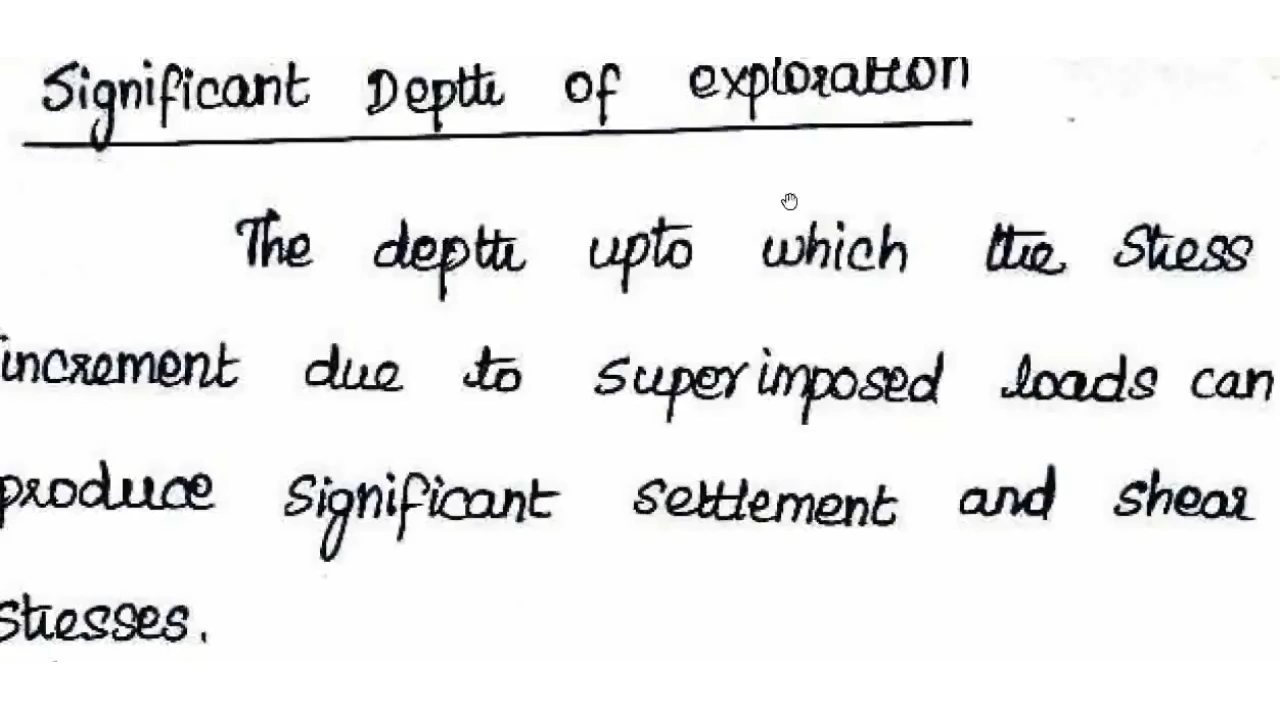 Significant Depth of exploration
The depth upto which the stress
increment due to superimposed loads can
produce significant settlement and shear
stresses.